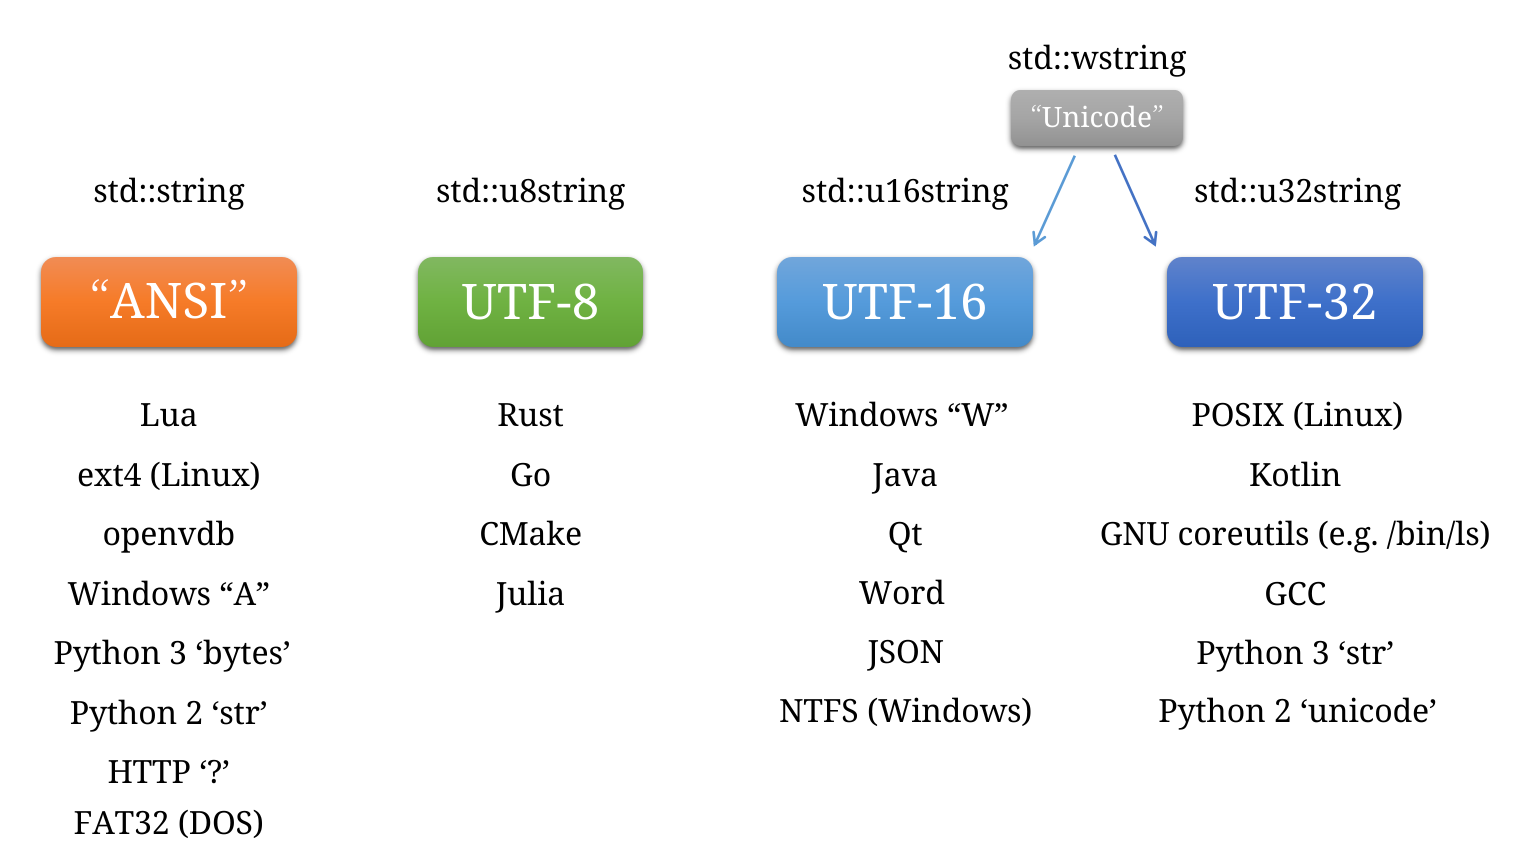 std::wstring
“Unicode”
std::string
std::u8string
std::u16string
std::u32string
“ANSI”
UTF-8
UTF-16
UTF-32
Lua
ext4 (Linux)
openvdb
Windows “A”
Python 3 ‘bytes’
Python 2 ‘str’
HTTP ‘?’
FAT32 (DOS)
Rust
Go
CMake
Julia
Windows “W”
Java
Qt
Word
JSON
NTFS (Windows)
POSIX (Linux)
Kotlin
GNU coreutils (e.g. /bin/ls)
GCC
Python 3 ‘str’
Python 2 ‘unicode’